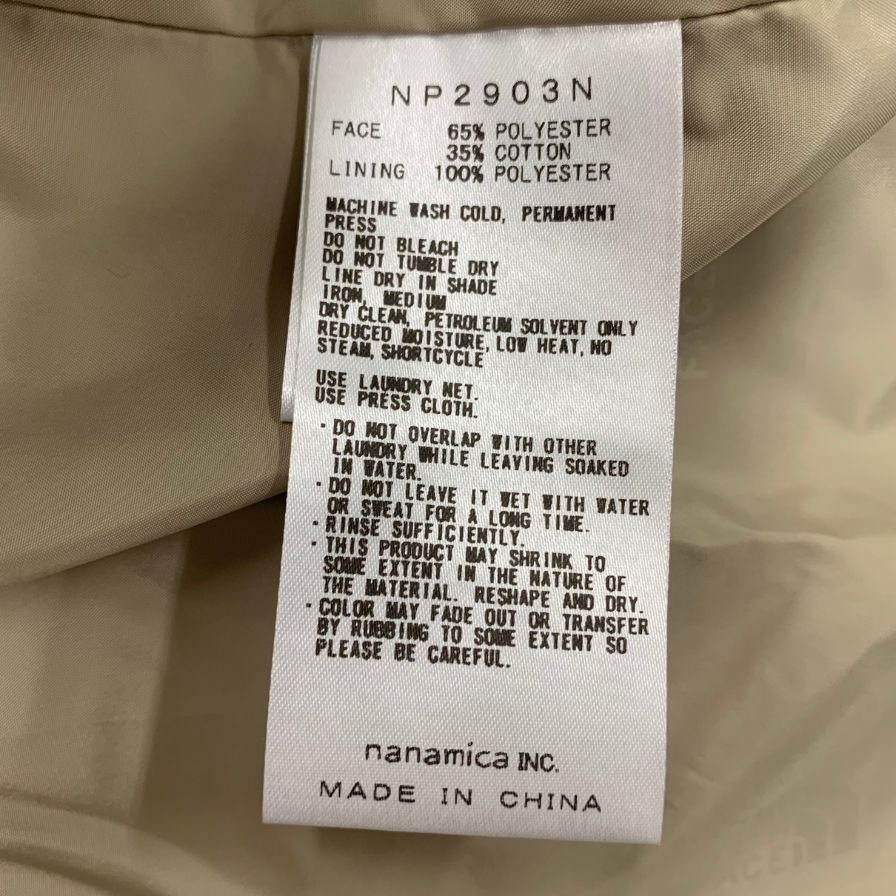 NP2903N
FACE 65% POLYESTER
35% COTTON
LINING 100% POLYESTER
MACHINE WASH COLD, PERMANENT
PRESS
DO NOT BLEACH
DO NOT TUMBLE DRY
LINE DRY IN SHADE
IRON, MEDIUM
DRY CLEAN, PETROLEUM SOLVENT ONLY
REDUCED MOISTURE, LOW HEAT, NO
STEAM, SHORTCYCLE
USE LAUNDRY NET.
USE PRESS CLOTH.
・DO NOT OVERLAP WITH OTHER
LAUNDRY WHILE LEAVING SOAKED
IN WATER.
・DO NOT LEAVE IT WET WITH WATER
OR SWEAT FOR A LONG TIME.
・RINSE SUFFICIENTLY.
・THIS PRODUCT MAY SHRINK TO
SOME EXTENT IN THE NATURE OF
THE MATERIAL. RESHAPE AND DRY.
・COLOR MAY FADE OUT OR TRANSFER
BY RUBBING TO SOME EXTENT SO
PLEASE BE CAREFUL.
nanamica INC.
MADE IN CHINA